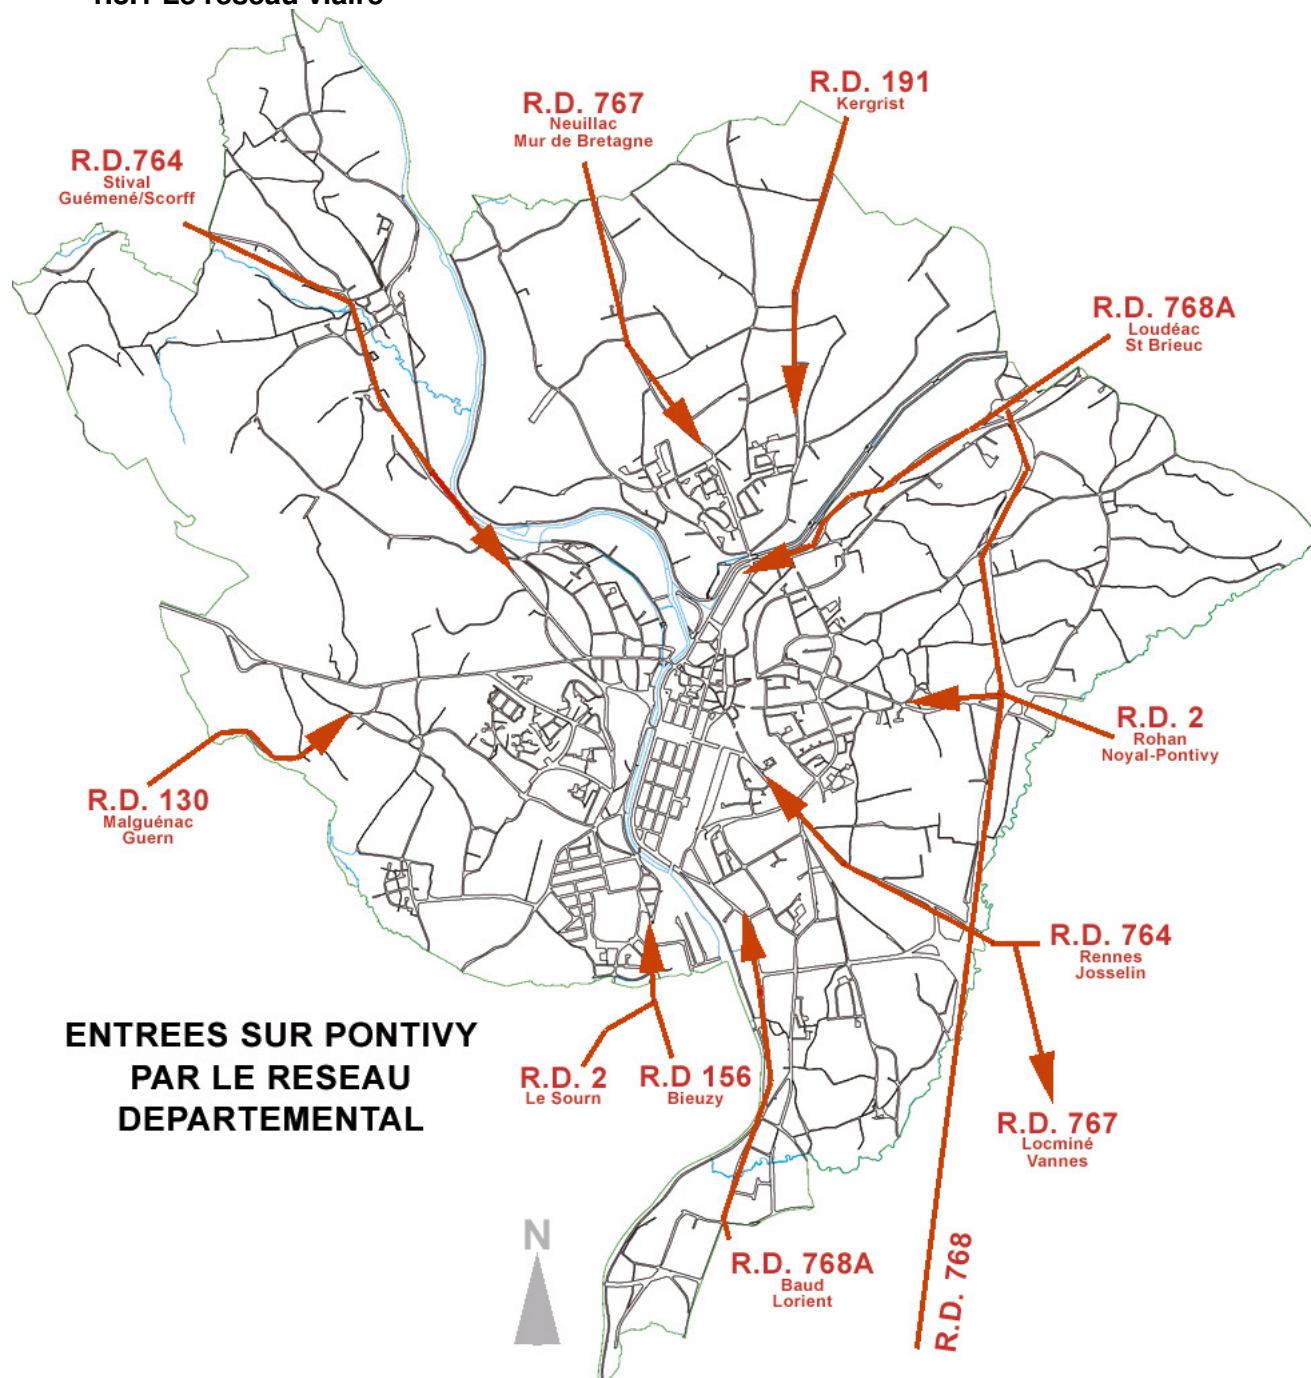 R.D. 191
Kergrist
R.D. 767
Neuillac
Mur de Bretagne
R.D.764
Stival
Guémené/Scorff
R.D. 768A
Loudéac
St Brieuc
R.D. 2
Rohan
Noyal-Pontivy
R.D. 130
Malguénac
Guern
R.D. 764
Rennes
Josselin
ENTREES SUR PONTIVY
PAR LE RESEAU
DEPARTEMENTAL
R.D. 2
Le Sourn
R.D 156
Bieuzy
R.D. 767
Locminé
Vannes
N
R.D. 768A
Baud
Lorient
R.D. 768